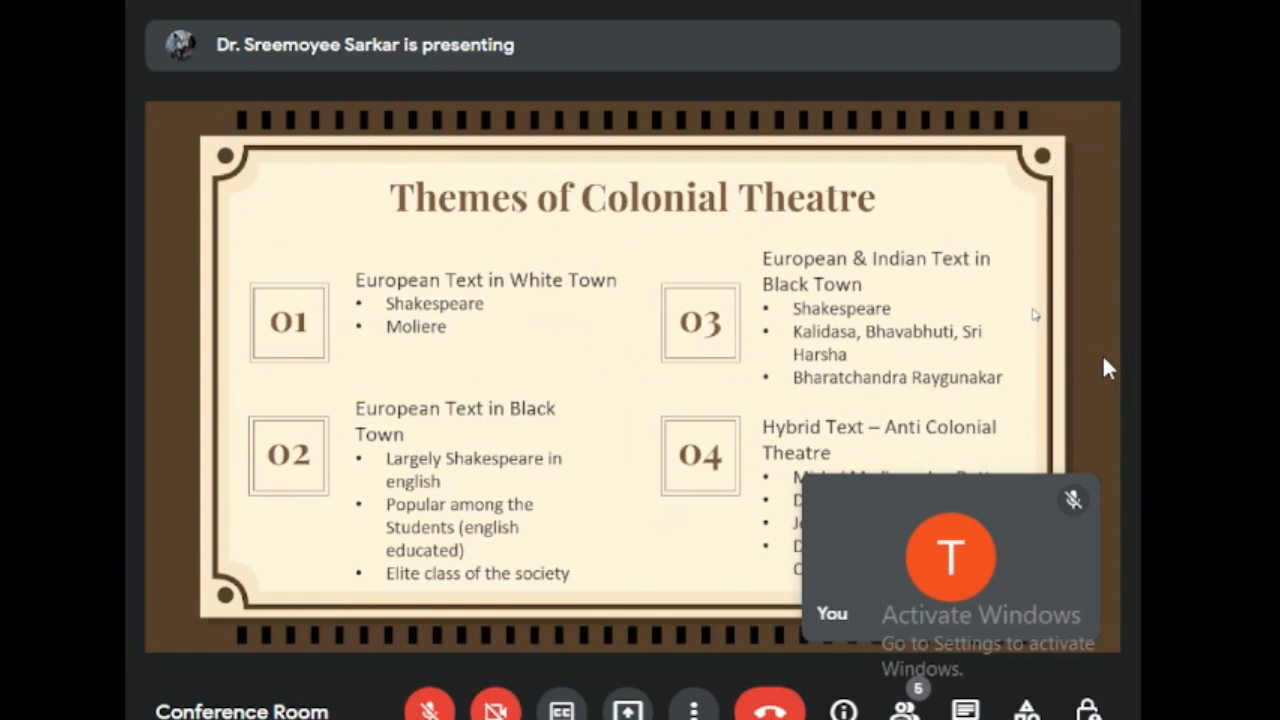 Dr. Sreemoyee Sarkar is presenting
Themes of Colonial Theatre
01
European Text in White Town
• Shakespeare
• Moliere
02
European Text in Black
Town
• Largely Shakespeare in
english
• Popular among the
Students (english
educated)
• Elite class of the society
03
European & Indian Text in
Black Town
• Shakespeare
• Kalidasa, Bhavabhuti, Sri
Harsha
• Bharatchandra Raygunakar
04
Hybrid Text – Anti Colonial
Theatre
T
You
Activate Windows
Go to Settings to activate
Windows.
Conference Room
CC
6